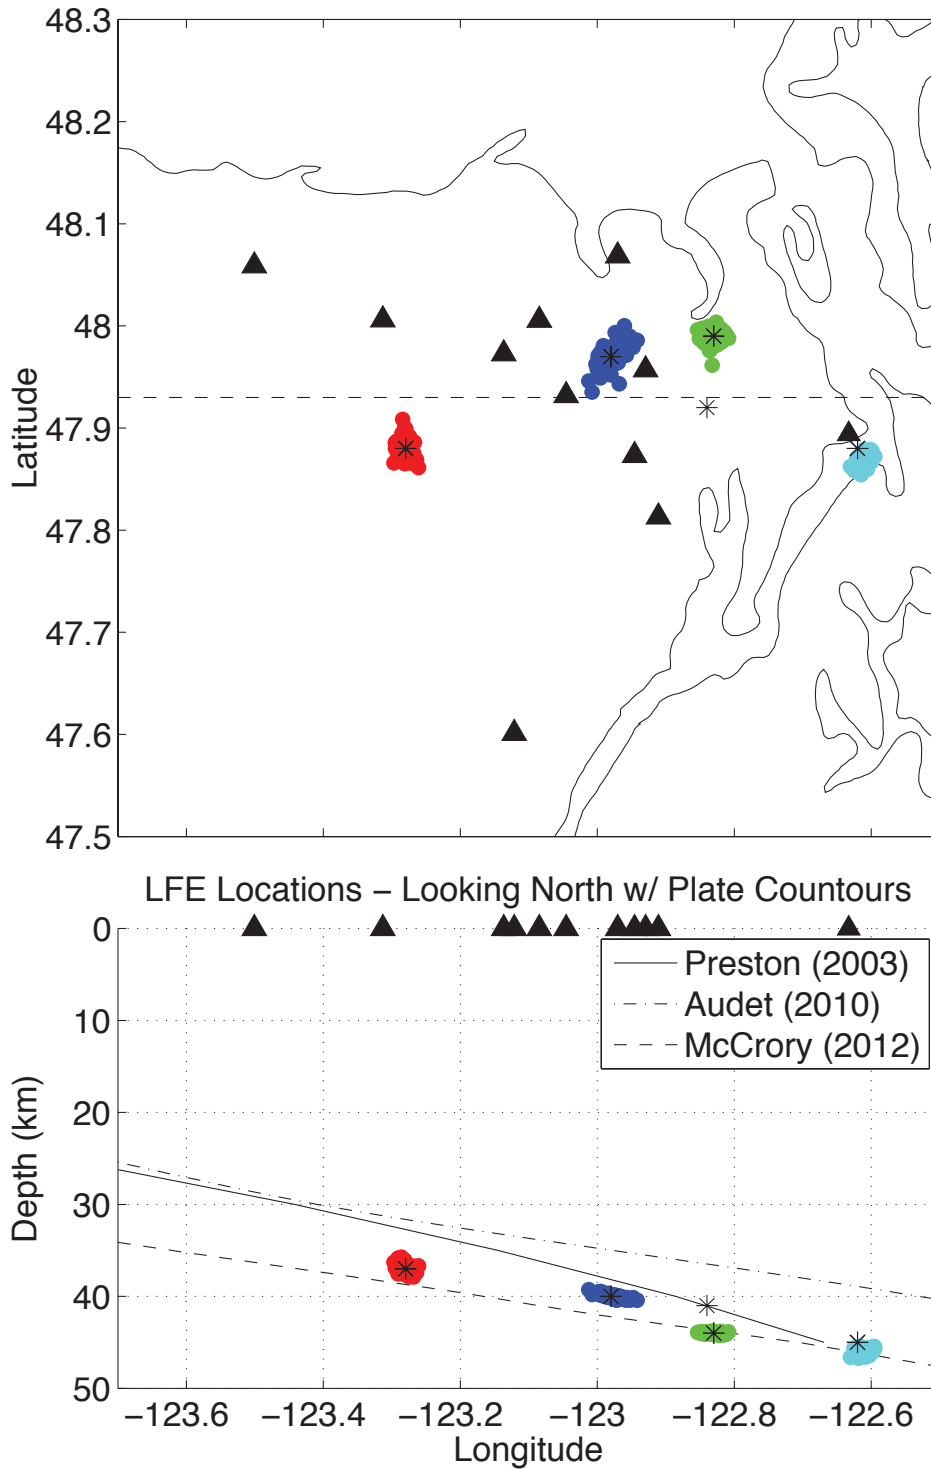 48.3
48.2
48.1
48
47.9
47.8
47.7
47.6
47.5
Latitude
LFE Locations − Looking North w/ Plate Countours
0
10
20
30
40
50
Depth (km)
Preston (2003)
Audet (2010)
McCrory (2012)
−123.6 −123.4 −123.2 −123 −122.8 −122.6
Longitude